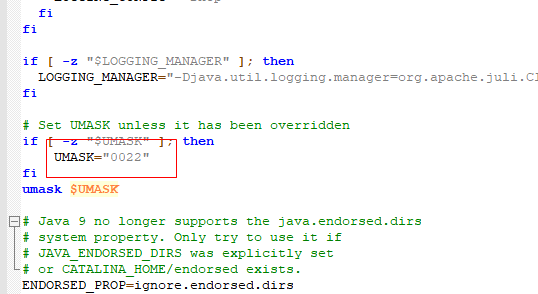 fi
fi
if [ -z "$LOGGING_MANAGER" ]; then
LOGGING_MANAGER="-Djava.util.logging.manager=org.apache.juli.Cl
fi
# Set UMASK unless it has been overridden
if [ -z "$UMASK" ]; then
UMASK="0022"
fi
umask $UMASK
# Java 9 no longer supports the java.endorsed.dirs
# system property. Only try to use it if
# JAVA_ENDORSED_DIRS was explicitly set
# or CATALINA_HOME/endorsed exists.
ENDORSED_PROP=ignore.endorsed.dirs